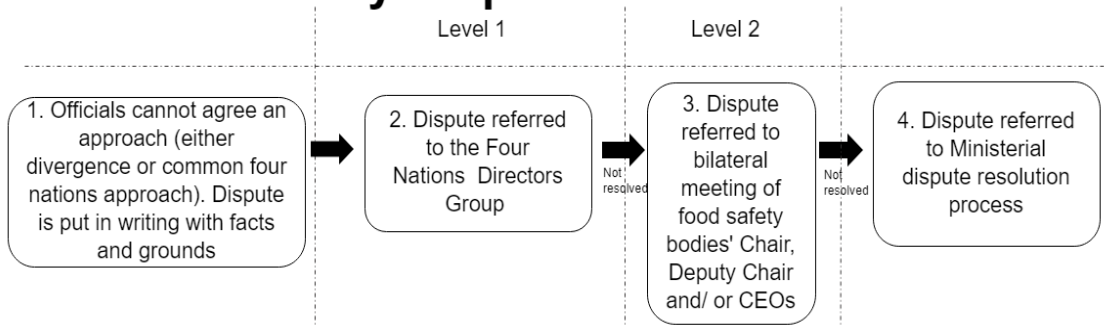 Level 1
Level 2
1. Officials cannot agree an
approach (either
divergence or common four
nations approach). Dispute
is put in writing with facts
and grounds
2. Dispute referred
to the Four
Nations Directors
Group
Not
resolved
3. Dispute
referred to
bilateral
meeting of
food safety
bodies' Chair,
Deputy Chair
and/ or CEOs
Not
resolved
4. Dispute referred
to Ministerial
dispute resolution
process